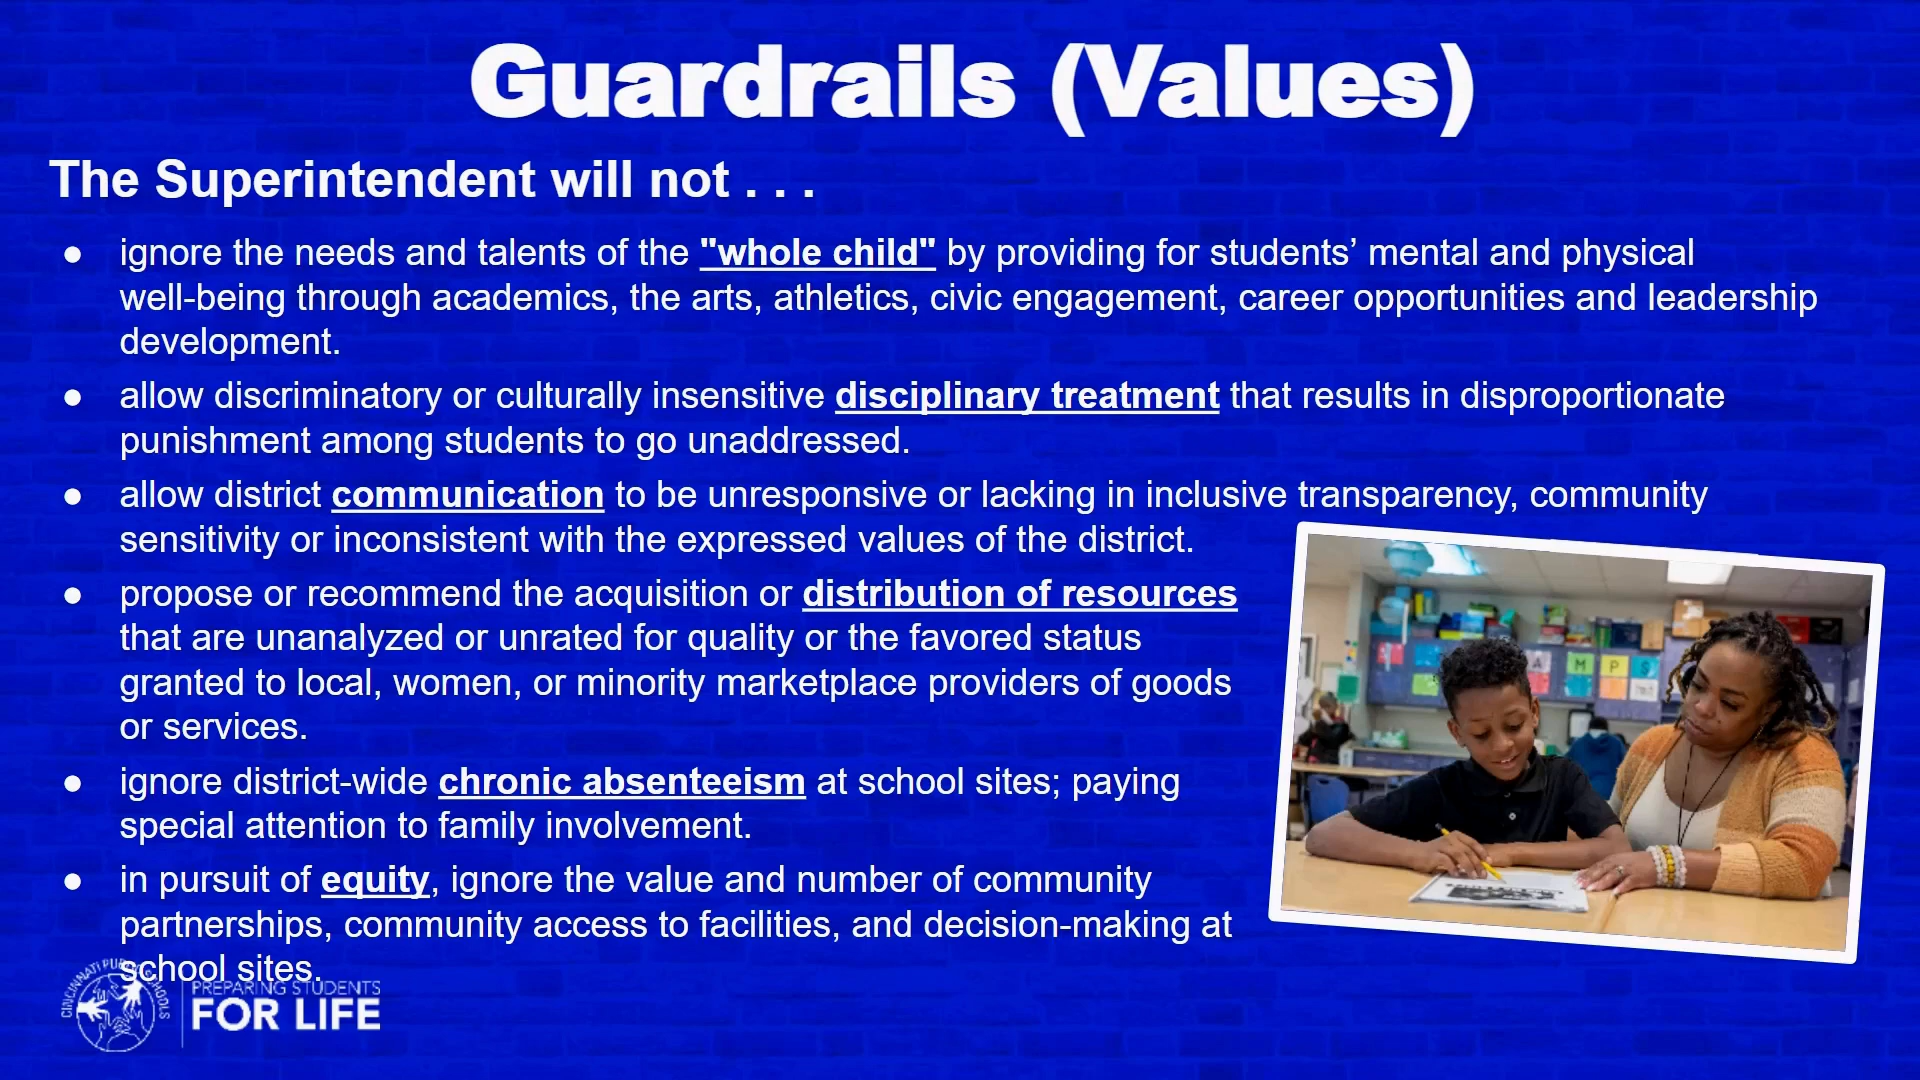 Guardrails (Values)
The Superintendent will not . . .
● ignore the needs and talents of the "whole child" by providing for students’ mental and physical
well-being through academics, the arts, athletics, civic engagement, career opportunities and leadership
development.
● allow discriminatory or culturally insensitive disciplinary treatment that results in disproportionate
punishment among students to go unaddressed.
● allow district communication to be unresponsive or lacking in inclusive transparency, community
sensitivity or inconsistent with the expressed values of the district.
● propose or recommend the acquisition or distribution of resources
that are unanalyzed or unrated for quality or the favored status
granted to local, women, or minority marketplace providers of goods
or services.
● ignore district-wide chronic absenteeism at school sites; paying
special attention to family involvement.
● in pursuit of equity, ignore the value and number of community
partnerships, community access to facilities, and decision-making at
school sites.
A M P S
CINCINNATI PUBLIC SCHOOLS
PREPARING STUDENTS
FOR LIFE